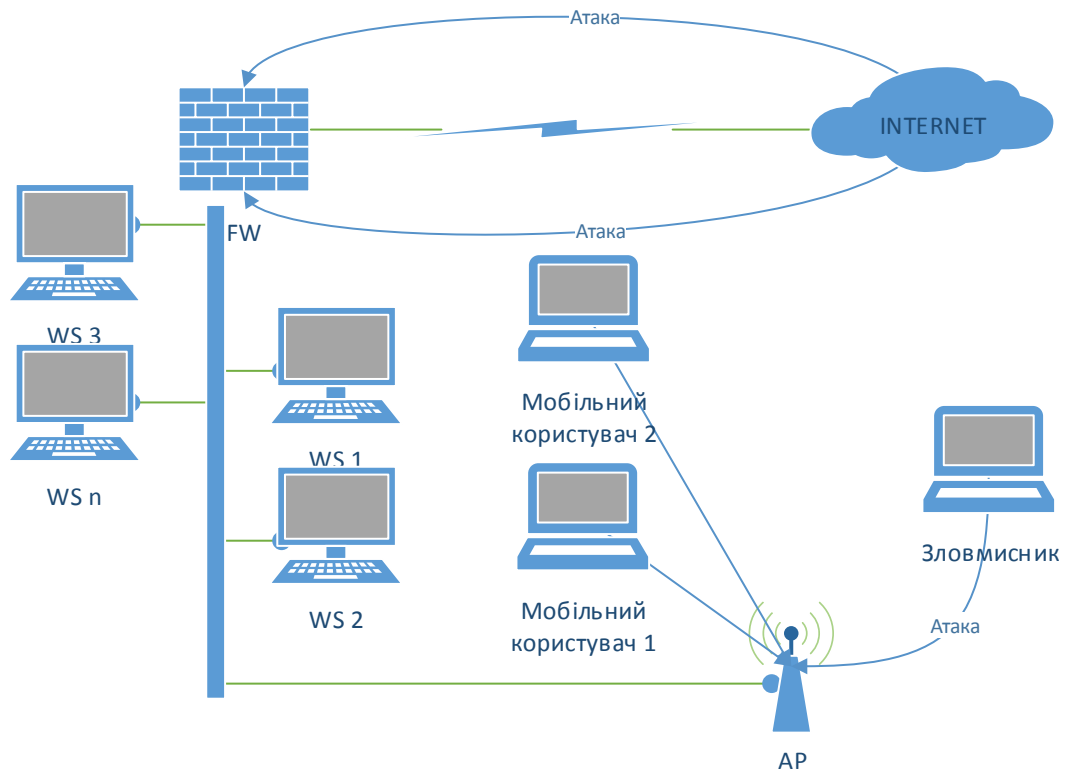 Атака
INTERNET
FW
Атака
WS 3
WS 1
Мобільний
користувач 2
WS n
Зловмисник
WS 2
Мобільний
користувач 1
Атака
AP